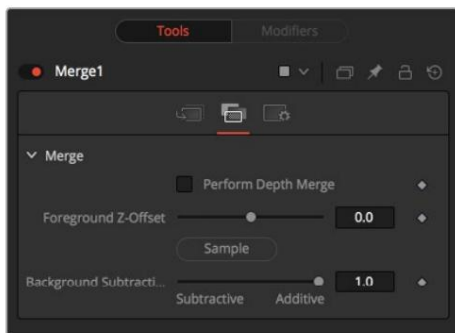 Tools Modifiers
Merge1
Merge
Perform Depth Merge
Foreground Z-Offset 0.0
Sample
Background Subtracti... 1.0
Subtractive Additive